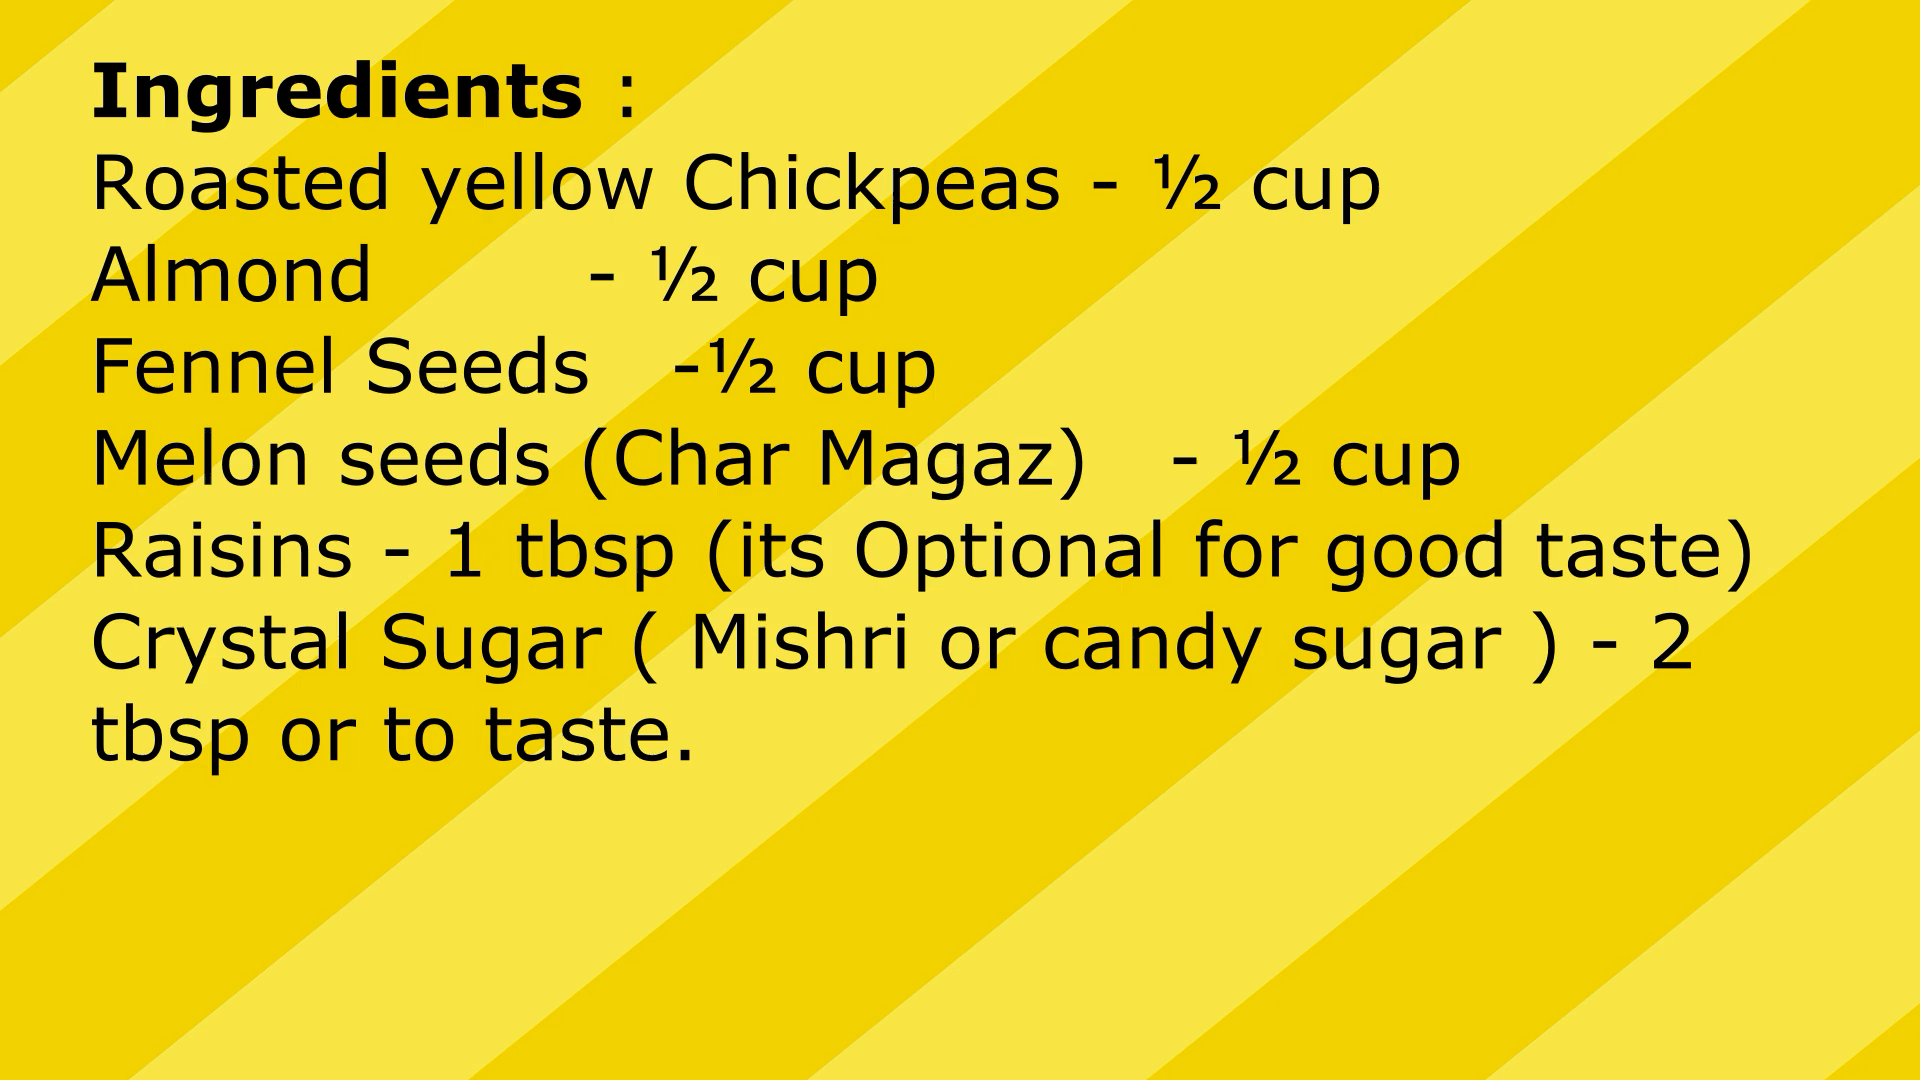 Ingredients :
Roasted yellow Chickpeas - ½ cup
Almond - ½ cup
Fennel Seeds -½ cup
Melon seeds (Char Magaz) - ½ cup
Raisins - 1 tbsp (its Optional for good taste)
Crystal Sugar ( Mishri or candy sugar ) - 2
tbsp or to taste.